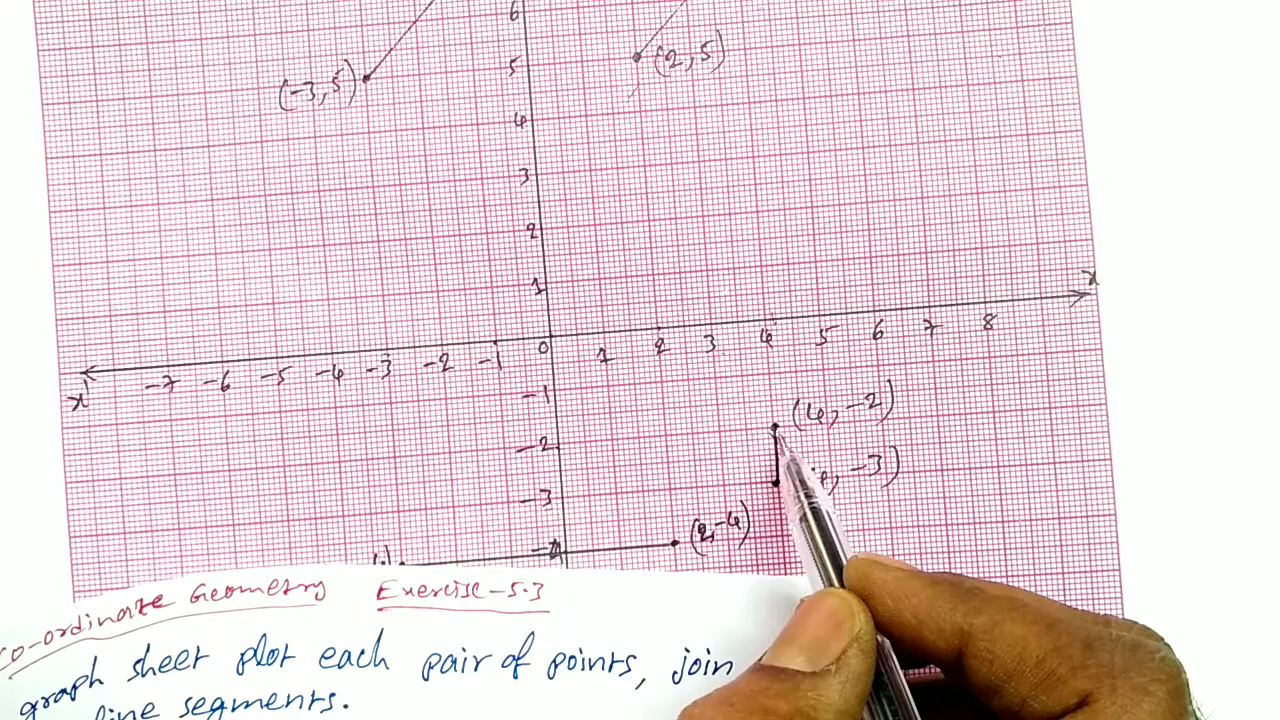 6
(-3,5)
5
(2,5)
4
3
2
1
x
-7 -6 -5 -4 -3 -2 -1 0 1 2 3 4 5 6 7 8
x'
-1
(4,-2)
-2
-3)
-3
(2,-4)
-4
Co-ordinate Geometry Exercise-5.3
graph sheet plot each pair of points, join
line segments.